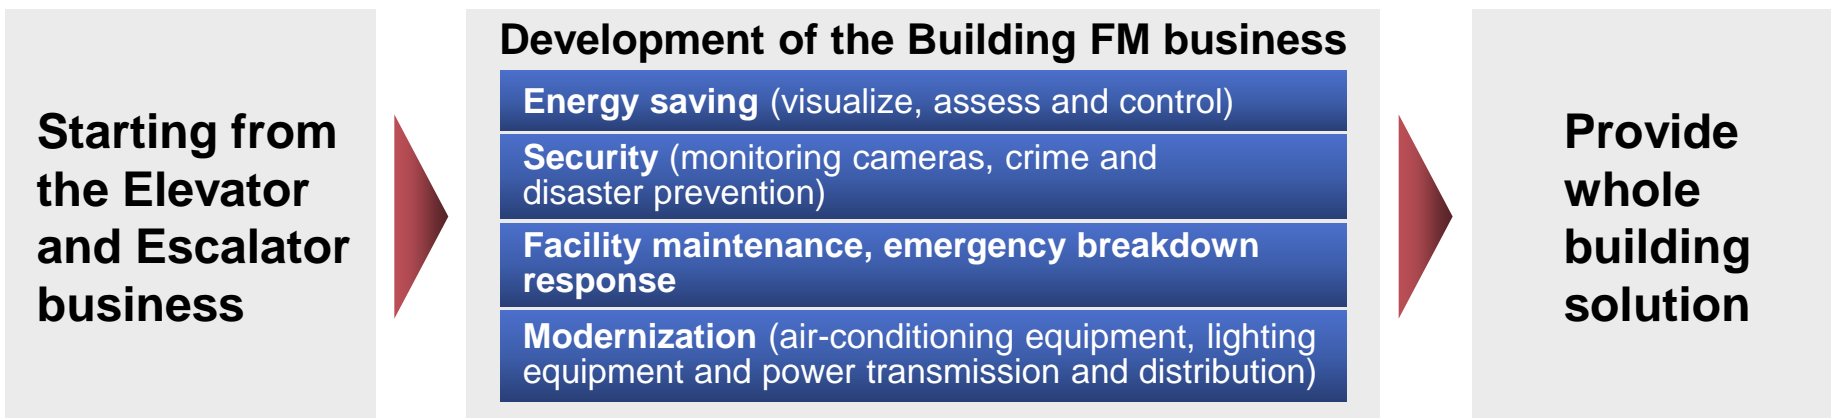 Starting from
the Elevator
and Escalator
business
Development of the Building FM business
Energy saving (visualize, assess and control)
Security (monitoring cameras, crime and
disaster prevention)
Facility maintenance, emergency breakdown
response
Modernization (air-conditioning equipment, lighting
equipment and power transmission and distribution)
Provide
whole
building
solution